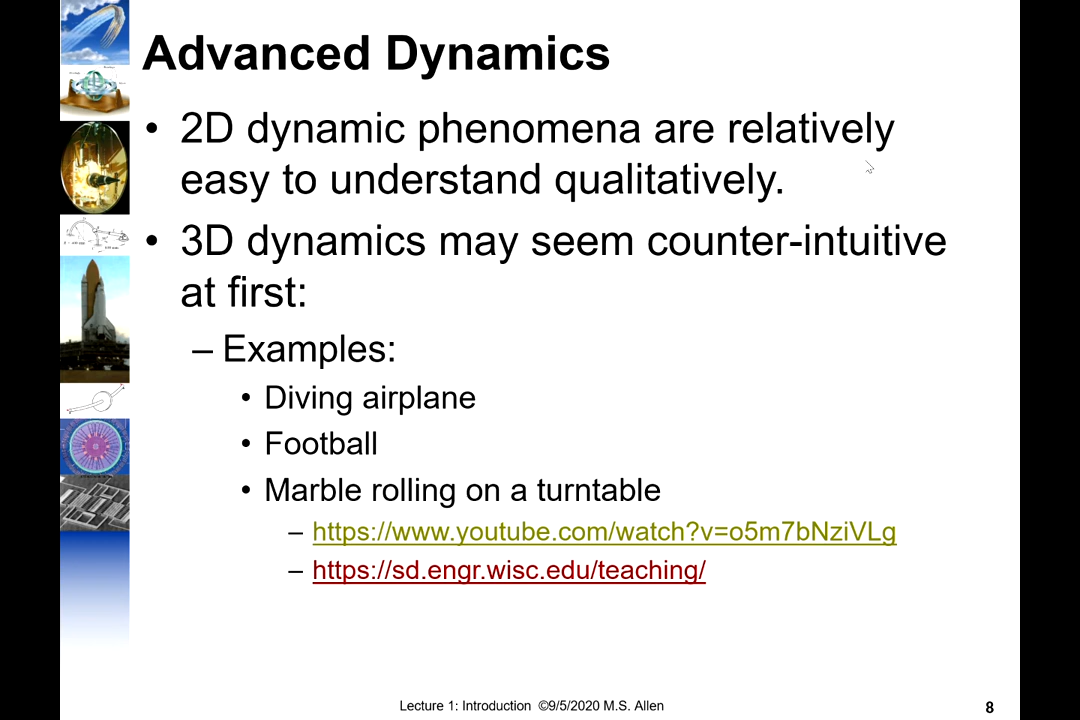 Advanced Dynamics
• 2D dynamic phenomena are relatively
easy to understand qualitatively.
• 3D dynamics may seem counter-intuitive
at first:
– Examples:
• Diving airplane
• Football
• Marble rolling on a turntable
– https://www.youtube.com/watch?v=o5m7bNziVLg
– https://sd.engr.wisc.edu/teaching/
Lecture 1: Introduction ©9/5/2020 M.S. Allen
8